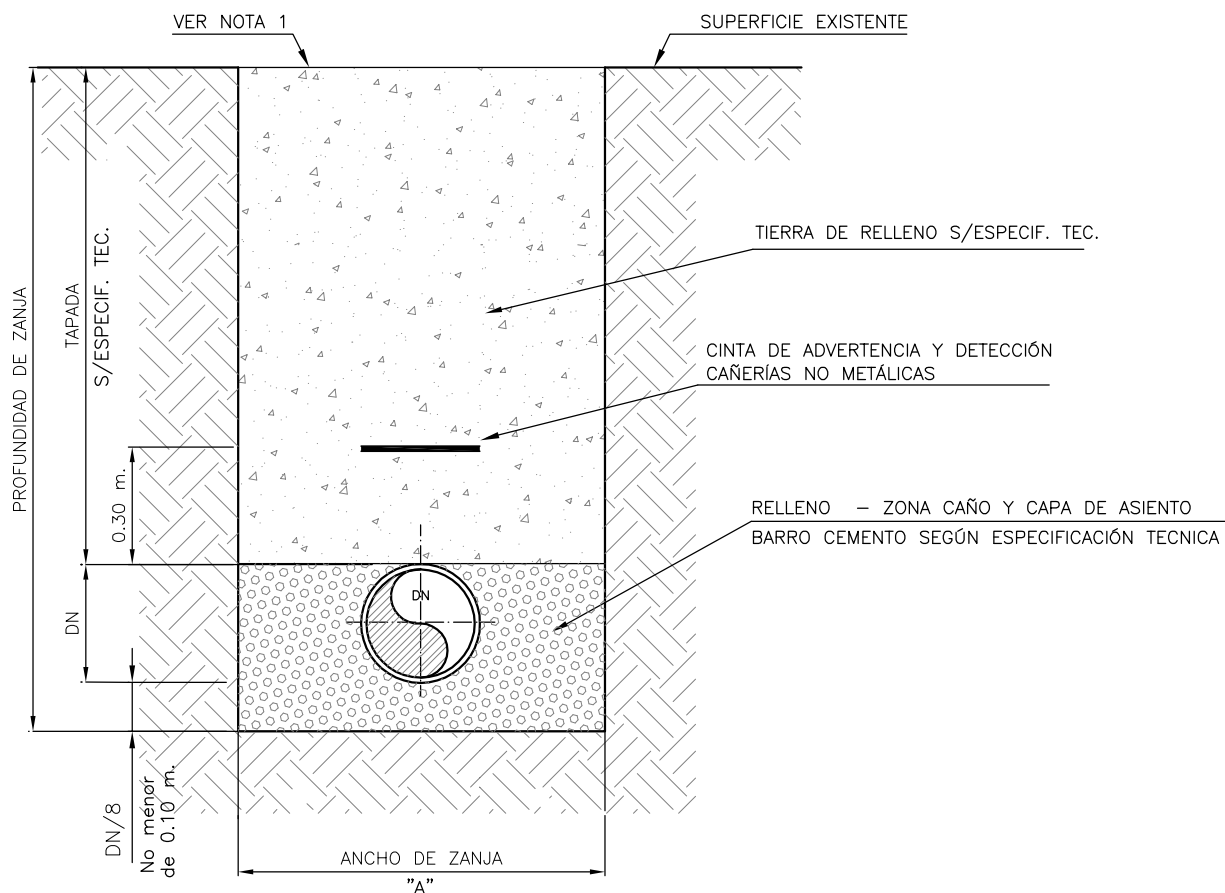 VER NOTA 1
SUPERFICIE EXISTENTE
TIERRA DE RELLENO S/ESPECIF. TEC.
CINTA DE ADVERTENCIA Y DETECCIÓN
CAÑERÍAS NO METÁLICAS
RELLENO – ZONA CAÑO Y CAPA DE ASIENTO
BARRO CEMENTO SEGÚN ESPECIFICACIÓN TECNICA
PROFUNDIDAD DE ZANJA
TAPADA
S/ESPECIF. TEC.
0.30 m.
DN
DN
DN/8
No menor
de 0.10 m.
ANCHO DE ZANJA
"A"